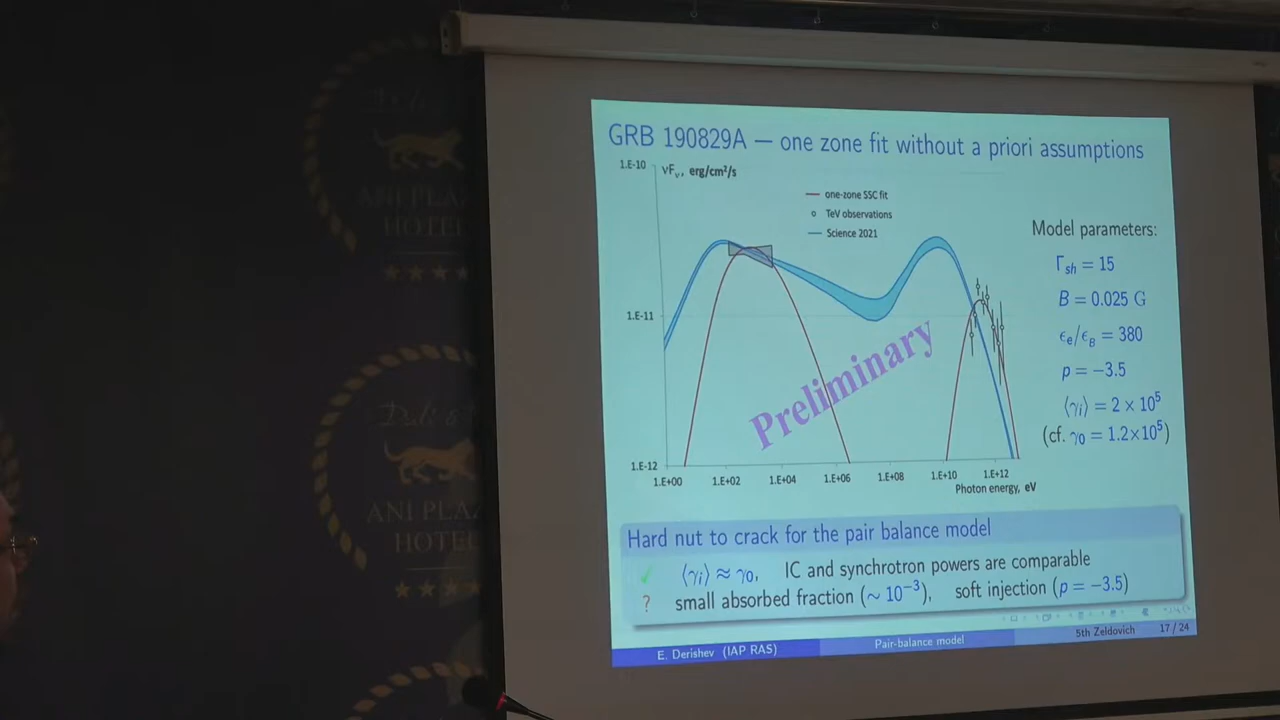 GRB 190829A — one zone fit without a priori assumptions
1.E-10
νFν, erg/cm²/s
one-zone SSC fit
TeV observations
Science 2021
1.E-11
1.E-12
1.E+00 1.E+02 1.E+04 1.E+06 1.E+08 1.E+10 1.E+12
Photon energy, eV
Preliminary
Model parameters:
Γsh = 15
B = 0.025 G
ϵe/ϵB = 380
p = −3.5
⟨γi⟩ = 2 × 10⁵
(cf. γ0 = 1.2×10⁵)
Hard nut to crack for the pair balance model
✓ ⟨γi⟩ ≈ γ0, IC and synchrotron powers are comparable
? small absorbed fraction (∼ 10⁻³), soft injection (p = −3.5)
E. Derishev (IAP RAS) Pair-balance model 5th Zeldovich 17 / 24
ANI PLAZ
HOTEL
ANI PLAZ
HOTEL